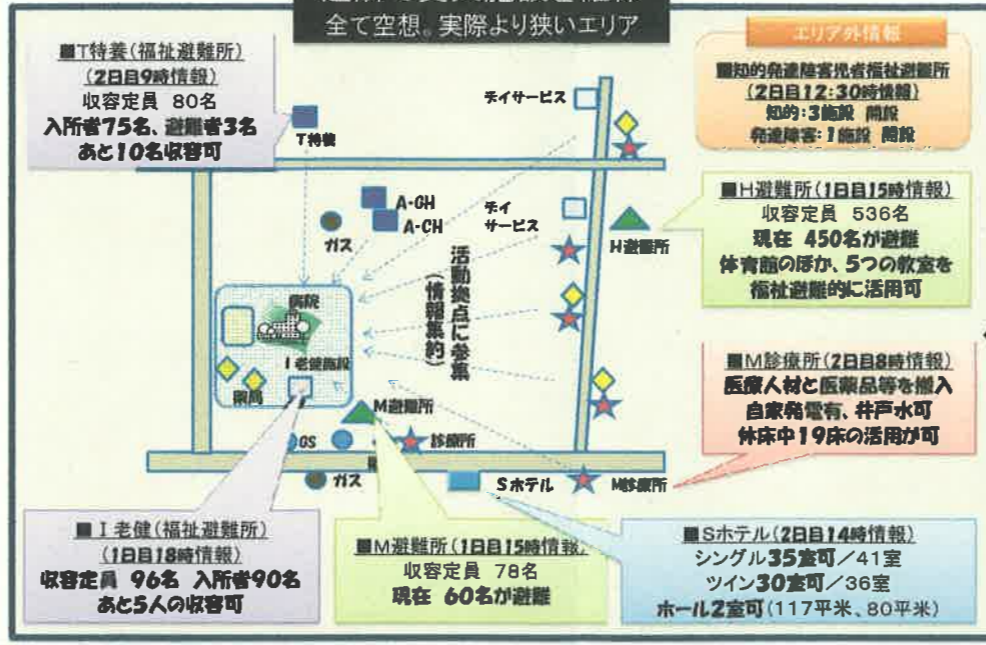 全て空想。実際より狭いエリア
■T特養(福祉避難所)
(2日目9時情報)
収容定員 80名
入所者75名、避難者3名
あと10名収容可
エリア外情報
■知的発達障害児者福祉避難所
(2日目12:30時情報)
知的:3施設 開設
発達障害:1施設 開設
デイサービス
T特養
A・GH
A・GH
ガス
デイ
サービス
H避難所
■H避難所(1日目15時情報)
収容定員 536名
現在 450名が避難
体育館のほか、5つの教室を
福祉避難的に活用可
活動拠点に参集
(情報集約)
病院
I老健施設
薬局
M避難所
GS
診療所
ガス
Sホテル
M診療所
■M診療所(2日目8時情報)
医療人材と医薬品等を搬入
自家発電有、井戸水可
休床中19床の活用が可
■I老健(福祉避難所)
(1日目18時情報)
収容定員 96名 入所者90名
あと5人の収容可
■M避難所(1日目15時情報)
収容定員 78名
現在 60名が避難
■Sホテル(2日目14時情報)
シングル35室可/41室
ツイン30室可/36室
ホール2室可(117平米、80平米)